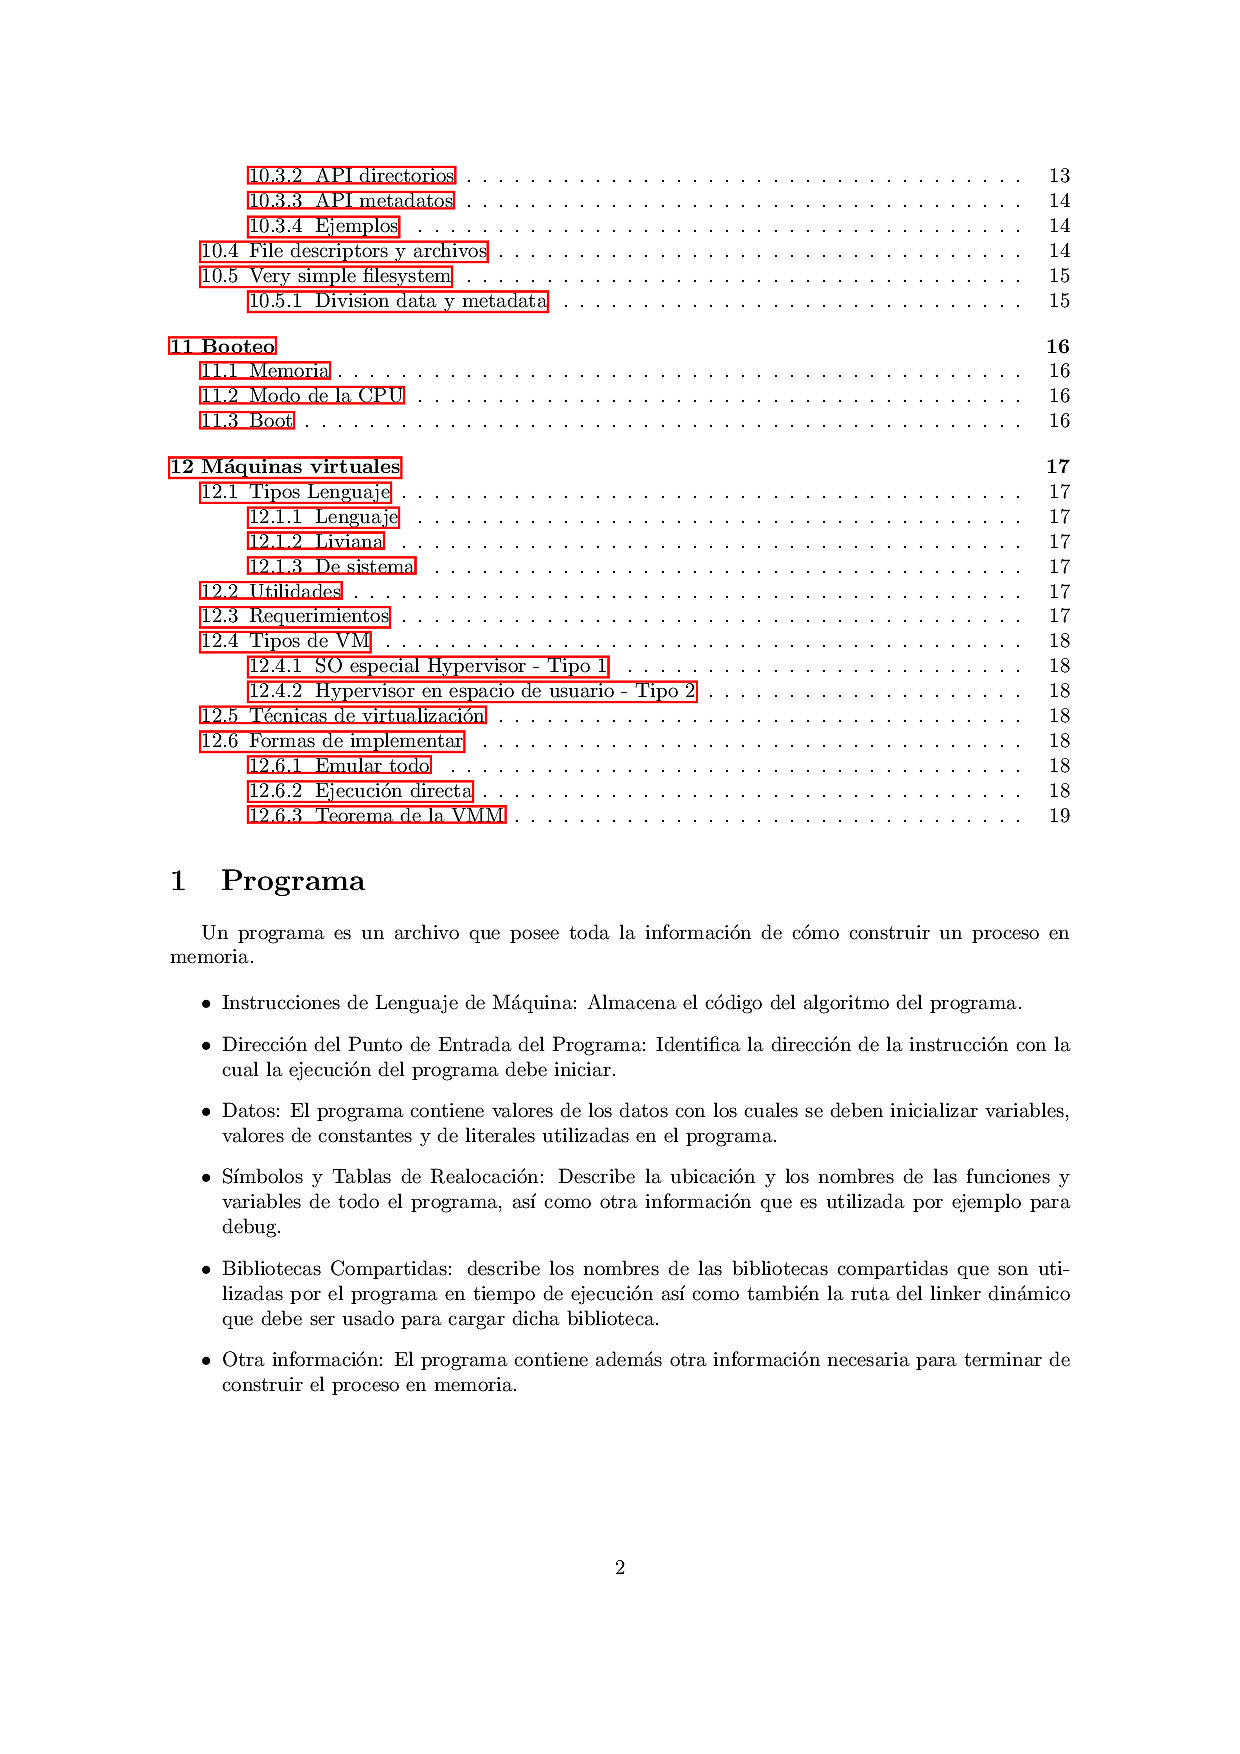 10.3.2 API directorios . . . . . . . . . . . . . . . . . . . . . . . . . . . . . . . . . . . 13
10.3.3 API metadatos . . . . . . . . . . . . . . . . . . . . . . . . . . . . . . . . . . . 14
10.3.4 Ejemplos . . . . . . . . . . . . . . . . . . . . . . . . . . . . . . . . . . . . . . 14
10.4 File descriptors y archivos . . . . . . . . . . . . . . . . . . . . . . . . . . . . . . . . . 14
10.5 Very simple filesystem . . . . . . . . . . . . . . . . . . . . . . . . . . . . . . . . . . . 15
10.5.1 Division data y metadata . . . . . . . . . . . . . . . . . . . . . . . . . . . . . 15
11 Booteo 16
11.1 Memoria . . . . . . . . . . . . . . . . . . . . . . . . . . . . . . . . . . . . . . . . . . . 16
11.2 Modo de la CPU . . . . . . . . . . . . . . . . . . . . . . . . . . . . . . . . . . . . . . 16
11.3 Boot . . . . . . . . . . . . . . . . . . . . . . . . . . . . . . . . . . . . . . . . . . . . . 16
12 Máquinas virtuales 17
12.1 Tipos Lenguaje . . . . . . . . . . . . . . . . . . . . . . . . . . . . . . . . . . . . . . . 17
12.1.1 Lenguaje . . . . . . . . . . . . . . . . . . . . . . . . . . . . . . . . . . . . . . 17
12.1.2 Liviana . . . . . . . . . . . . . . . . . . . . . . . . . . . . . . . . . . . . . . . 17
12.1.3 De sistema . . . . . . . . . . . . . . . . . . . . . . . . . . . . . . . . . . . . . 17
12.2 Utilidades . . . . . . . . . . . . . . . . . . . . . . . . . . . . . . . . . . . . . . . . . . 17
12.3 Requerimientos . . . . . . . . . . . . . . . . . . . . . . . . . . . . . . . . . . . . . . . 17
12.4 Tipos de VM . . . . . . . . . . . . . . . . . . . . . . . . . . . . . . . . . . . . . . . . 18
12.4.1 SO especial Hypervisor - Tipo 1 . . . . . . . . . . . . . . . . . . . . . . . . . 18
12.4.2 Hypervisor en espacio de usuario - Tipo 2 . . . . . . . . . . . . . . . . . . . . 18
12.5 Técnicas de virtualización . . . . . . . . . . . . . . . . . . . . . . . . . . . . . . . . . 18
12.6 Formas de implementar . . . . . . . . . . . . . . . . . . . . . . . . . . . . . . . . . . 18
12.6.1 Emular todo . . . . . . . . . . . . . . . . . . . . . . . . . . . . . . . . . . . . 18
12.6.2 Ejecución directa . . . . . . . . . . . . . . . . . . . . . . . . . . . . . . . . . . 18
12.6.3 Teorema de la VMM . . . . . . . . . . . . . . . . . . . . . . . . . . . . . . . . 19
1 Programa
Un programa es un archivo que posee toda la información de cómo construir un proceso en
memoria.
• Instrucciones de Lenguaje de Máquina: Almacena el código del algoritmo del programa.
• Dirección del Punto de Entrada del Programa: Identifica la dirección de la instrucción con la
cual la ejecución del programa debe iniciar.
• Datos: El programa contiene valores de los datos con los cuales se deben inicializar variables,
valores de constantes y de literales utilizadas en el programa.
• Símbolos y Tablas de Realocación: Describe la ubicación y los nombres de las funciones y
variables de todo el programa, así como otra información que es utilizada por ejemplo para
debug.
• Bibliotecas Compartidas: describe los nombres de las bibliotecas compartidas que son uti-
lizadas por el programa en tiempo de ejecución así como también la ruta del linker dinámico
que debe ser usado para cargar dicha biblioteca.
• Otra información: El programa contiene además otra información necesaria para terminar de
construir el proceso en memoria.
2